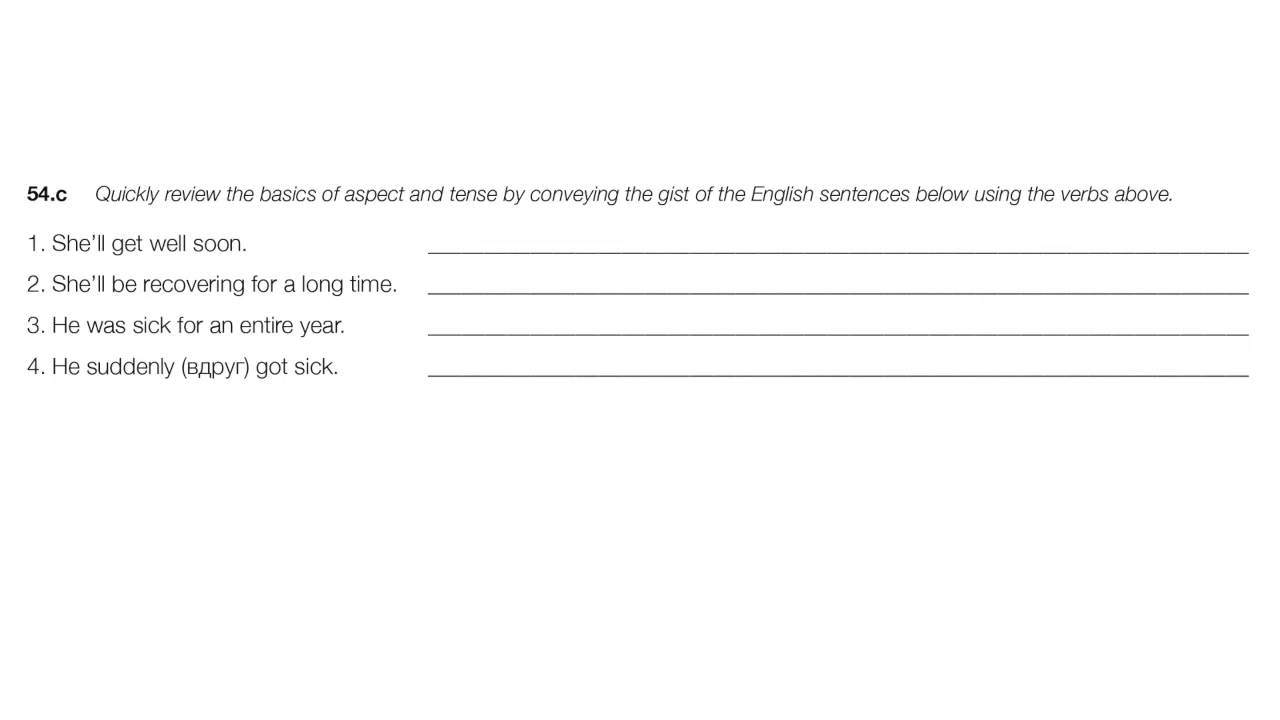 54.c Quickly review the basics of aspect and tense by conveying the gist of the English sentences below using the verbs above.
1. She’ll get well soon.
2. She’ll be recovering for a long time.
3. He was sick for an entire year.
4. He suddenly (вдруг) got sick.